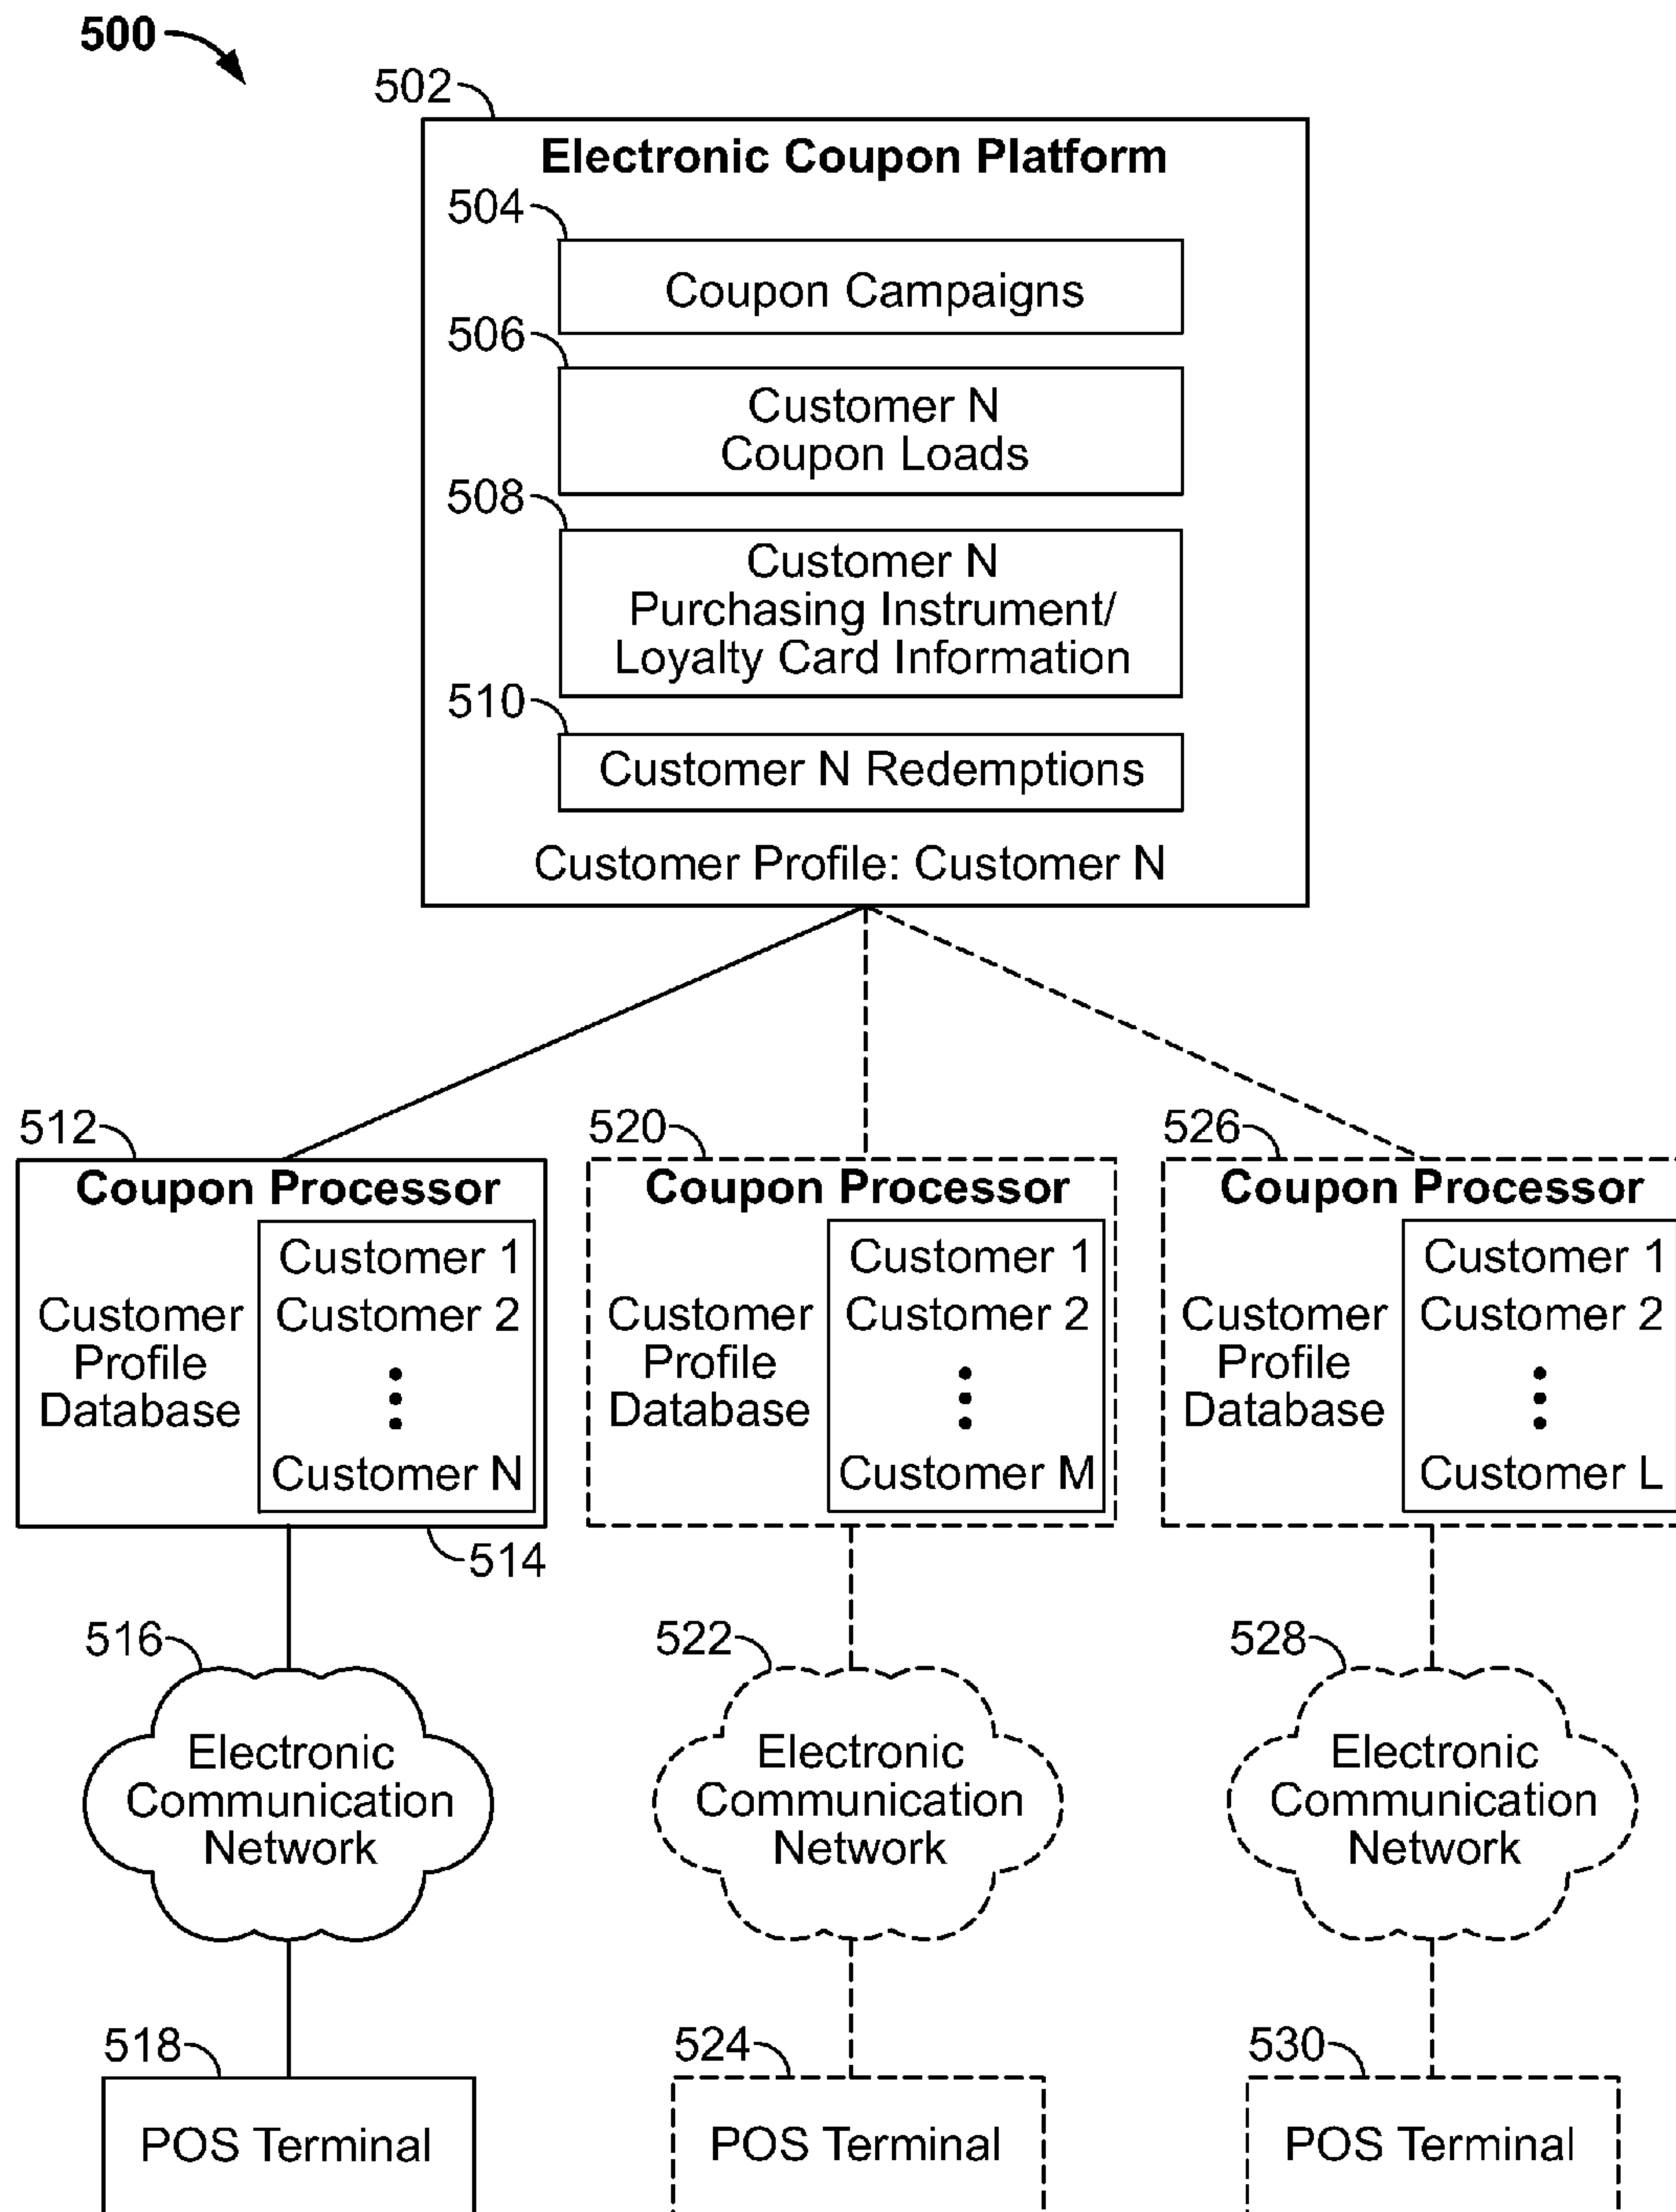 500
502
Electronic Coupon Platform
504
Coupon Campaigns
506
Customer N
Coupon Loads
508
Customer N
Purchasing Instrument/
Loyalty Card Information
510
Customer N Redemptions
Customer Profile: Customer N
512
Coupon Processor
Customer
Profile
Database
Customer 1
Customer 2
Customer N
514
516
Electronic
Communication
Network
518
POS Terminal
520
Coupon Processor
Customer
Profile
Database
Customer 1
Customer 2
Customer M
522
Electronic
Communication
Network
524
POS Terminal
526
Coupon Processor
Customer
Profile
Database
Customer 1
Customer 2
Customer L
528
Electronic
Communication
Network
530
POS Terminal